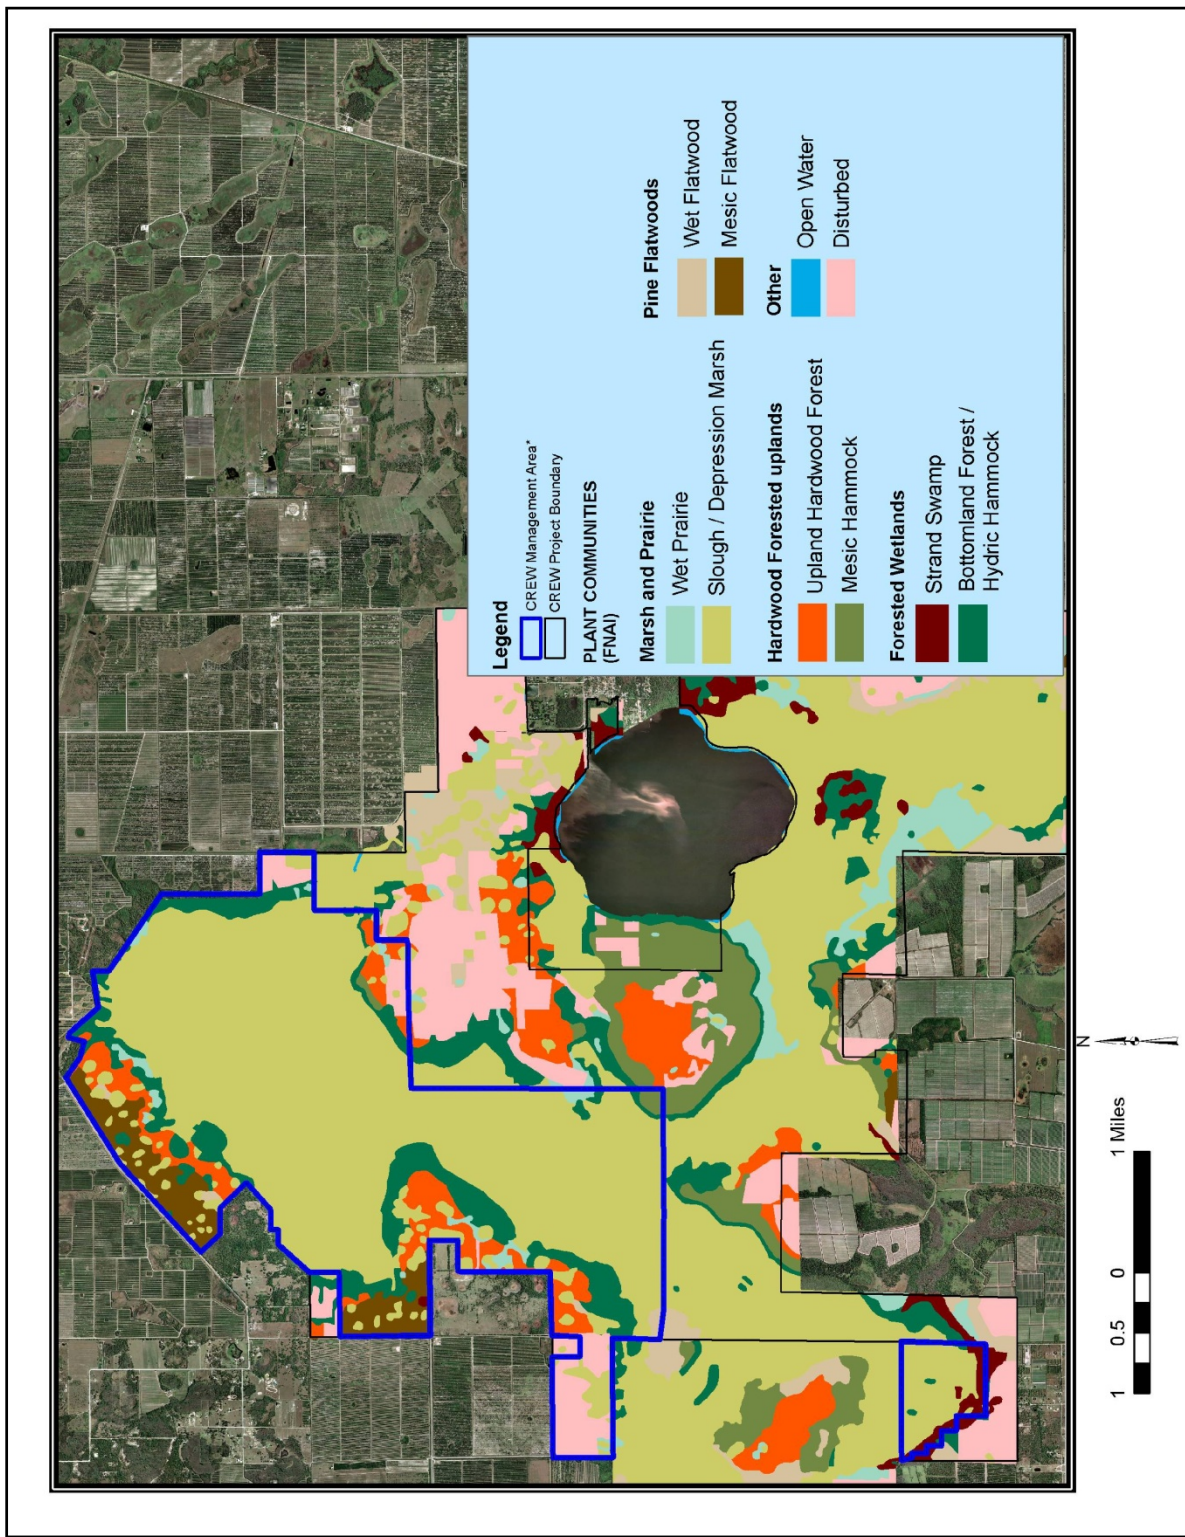 Legend
CREW Management Area*
CREW Project Boundary
PLANT COMMUNITIES
(FNAI)
Marsh and Prairie
Wet Prairie
Slough / Depression Marsh
Hardwood Forested uplands
Upland Hardwood Forest
Mesic Hammock
Forested Wetlands
Strand Swamp
Bottomland Forest /
Hydric Hammock
Pine Flatwoods
Wet Flatwood
Mesic Flatwood
Other
Open Water
Disturbed
1 0.5 0 1 Miles
N